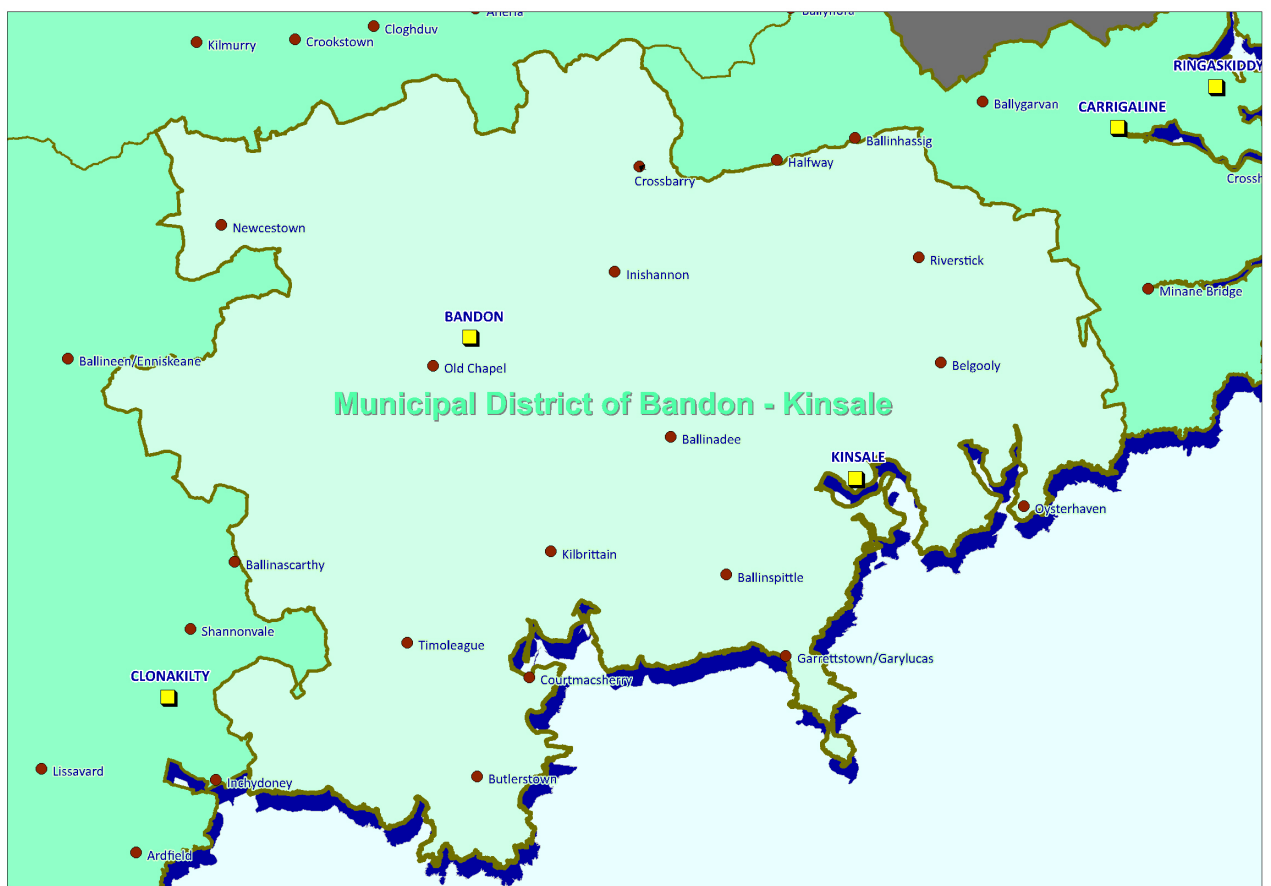 Cloghduv
Kilmurry
Crookstown
RINGASKIDDY
Ballygarvan
CARRIGALINE
Ballinhassig
Halfway
Crossbarry
Newcestown
Riverstick
Inishannon
Minane Bridge
BANDON
Ballineen/Enniskeane
Old Chapel
Belgooly
Municipal District of Bandon - Kinsale
Ballinadee
KINSALE
Oysterhaven
Kilbrittain
Ballinascarthy
Ballinspittle
Shannonvale
Timoleague
Garrettstown/Garylucas
CLONAKILTY
Courtmacsherry
Lissavard
Butlerstown
Inchydoney
Ardfield